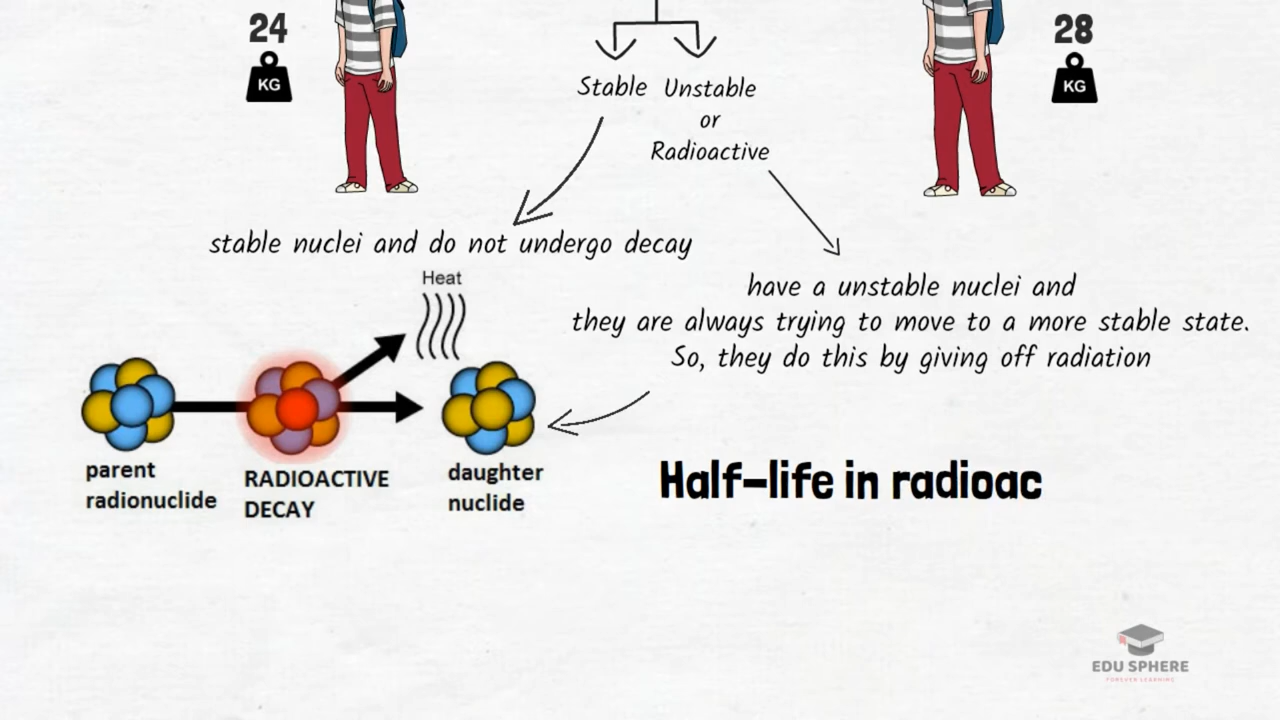 24
KG
28
KG
Stable Unstable
or
Radioactive
stable nuclei and do not undergo decay
have a unstable nuclei and
they are always trying to move to a more stable state.
So, they do this by giving off radiation
Heat
parent
radionuclide
RADIOACTIVE
DECAY
daughter
nuclide
Half-life in radioac
EDU SPHERE
FOREVER LEARNING